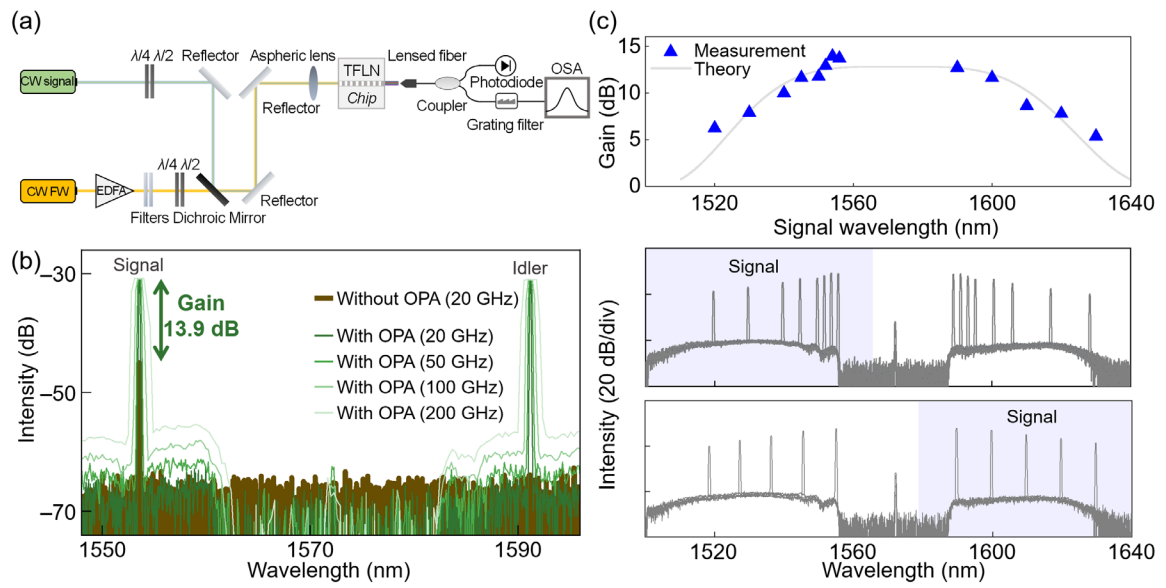 (a)
CW signal
λ/4 λ/2
Reflector
Aspheric lens
Lensed fiber
TFLN
Chip
Photodiode
OSA
Reflector
Coupler
Grating filter
CW FW
EDFA
λ/4 λ/2
Filters Dichroic Mirror
Reflector
(b)
Intensity (dB)
−30
−50
−70
Signal
Idler
Gain
13.9 dB
Without OPA (20 GHz)
With OPA (20 GHz)
With OPA (50 GHz)
With OPA (100 GHz)
With OPA (200 GHz)
1550
1570
1590
Wavelength (nm)
(c)
Gain (dB)
15
10
5
0
Measurement
Theory
1520
1560
1600
1640
Signal wavelength (nm)
Intensity (20 dB/div)
Signal
Signal
1520
1560
1600
1640
Wavelength (nm)